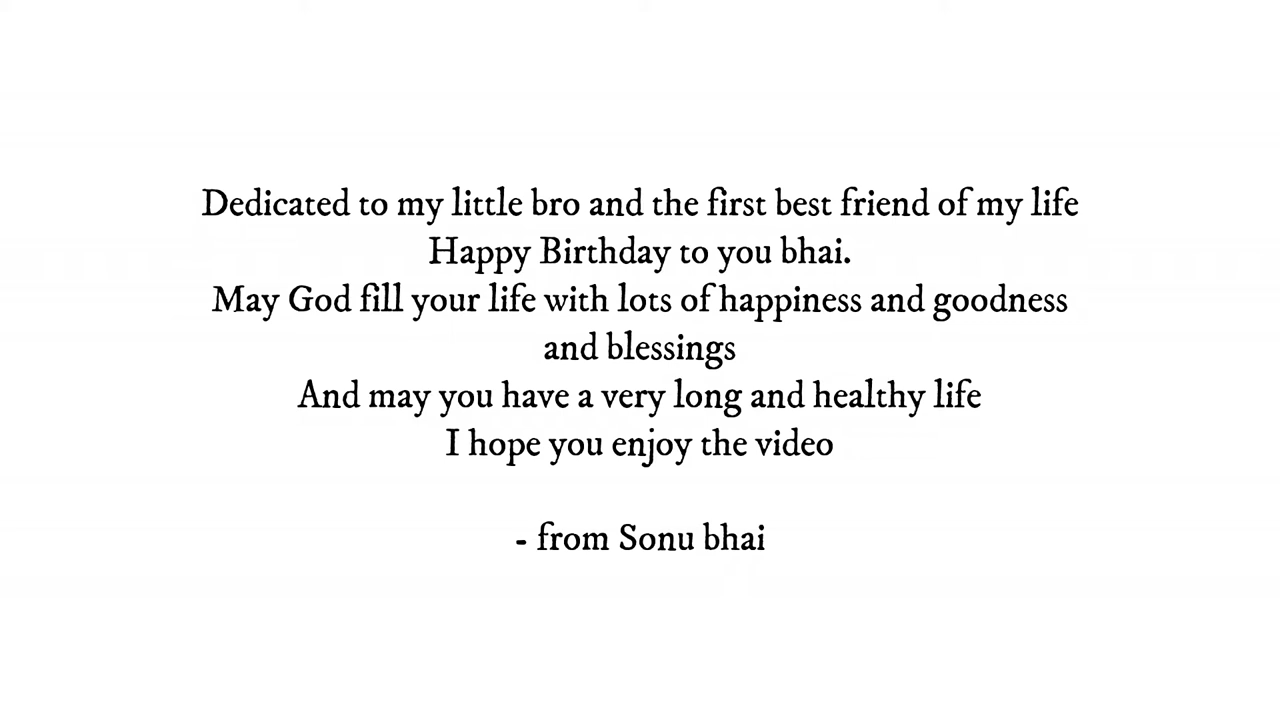 Dedicated to my little bro and the first best friend of my life
Happy Birthday to you bhai.
May God fill your life with lots of happiness and goodness
and blessings
And may you have a very long and healthy life
I hope you enjoy the video
- from Sonu bhai